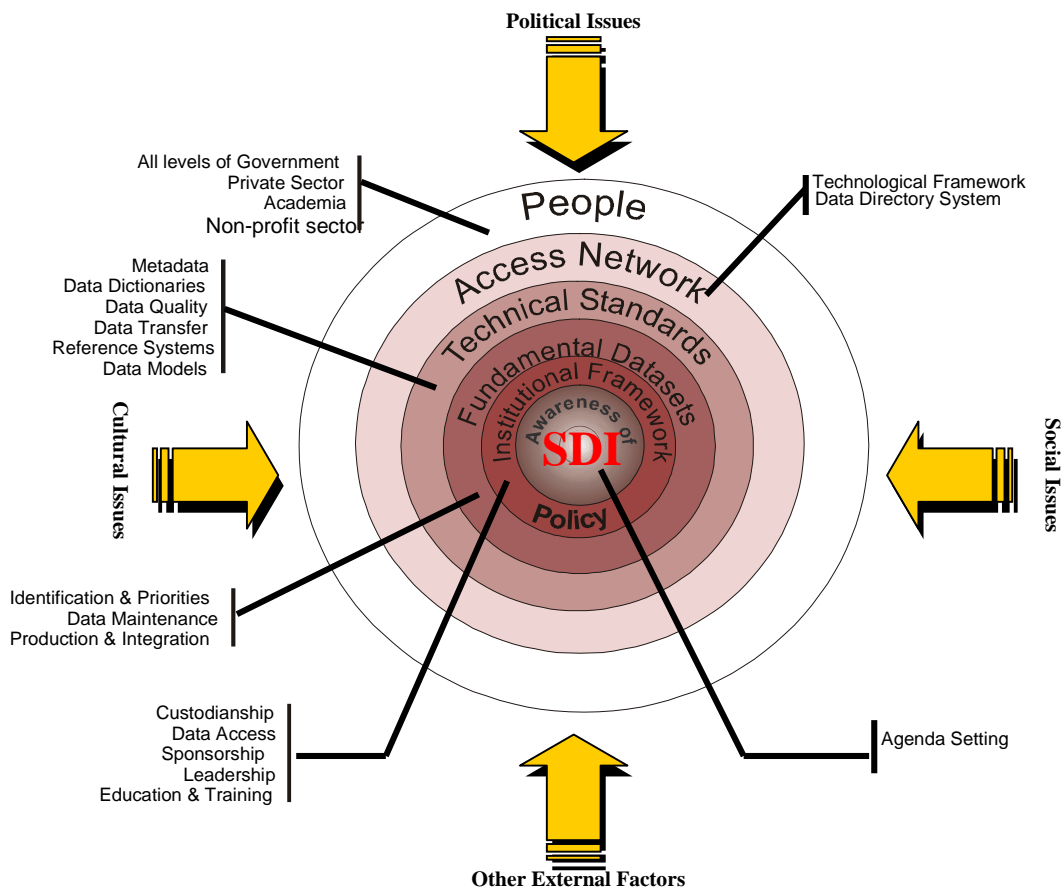 Political Issues
All levels of Government
Private Sector
Academia
Non-profit sector
Technological Framework
Data Directory System
People
Access Network
Technical Standards
Fundamental Datasets
Institutional Framework
Awareness of
SDI
Policy
Metadata
Data Dictionaries
Data Quality
Data Transfer
Reference Systems
Data Models
Cultural Issues
Social Issues
Identification & Priorities
Data Maintenance
Production & Integration
Custodianship
Data Access
Sponsorship
Leadership
Education & Training
Agenda Setting
Other External Factors